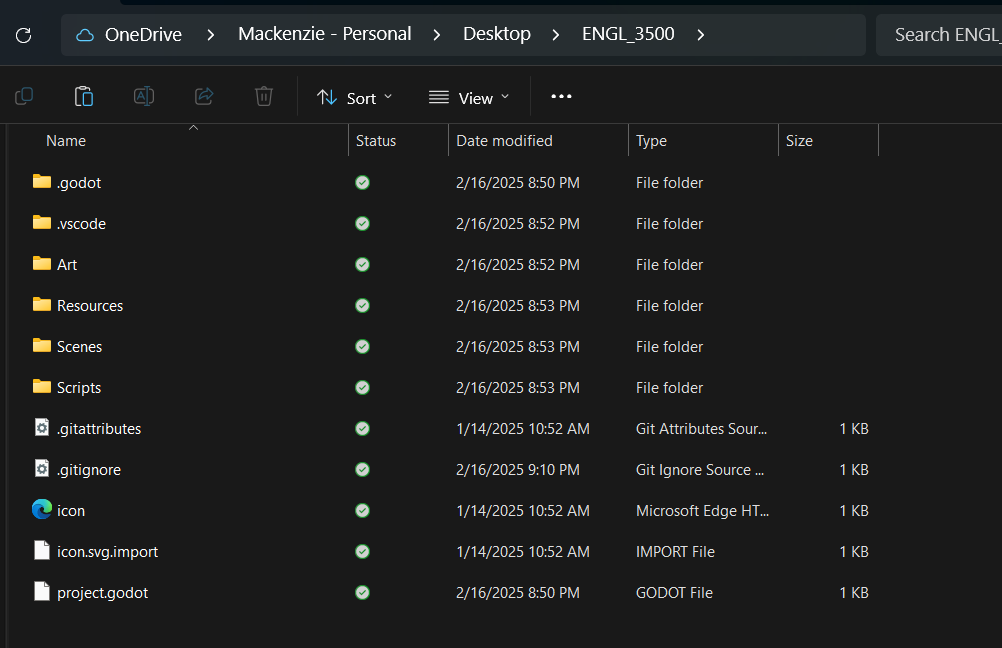 OneDrive > Mackenzie - Personal > Desktop > ENGL_3500 > Search ENGL_
Sort View ...
Name Status Date modified Type Size
.godot 2/16/2025 8:50 PM File folder
.vscode 2/16/2025 8:52 PM File folder
Art 2/16/2025 8:52 PM File folder
Resources 2/16/2025 8:53 PM File folder
Scenes 2/16/2025 8:53 PM File folder
Scripts 2/16/2025 8:53 PM File folder
.gitattributes 1/14/2025 10:52 AM Git Attributes Sour... 1 KB
.gitignore 2/16/2025 9:10 PM Git Ignore Source ... 1 KB
icon 1/14/2025 10:52 AM Microsoft Edge HT... 1 KB
icon.svg.import 1/14/2025 10:52 AM IMPORT File 1 KB
project.godot 2/16/2025 8:50 PM GODOT File 1 KB